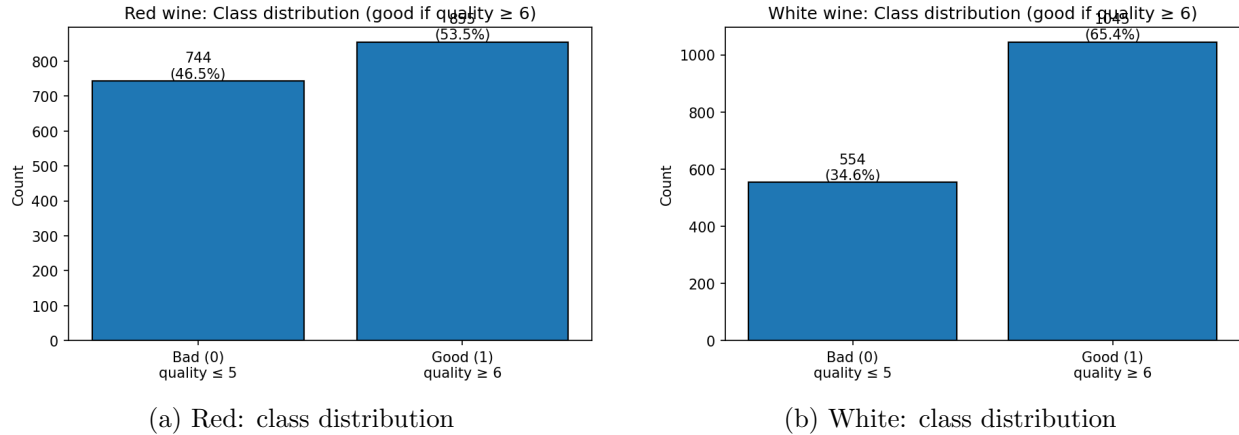 Red wine: Class distribution (good if quality ≥ 6)
855
(53.5%)
744
(46.5%)
800
700
600
500
400
300
200
100
0
Count
Bad (0)
quality ≤ 5
Good (1)
quality ≥ 6
(a) Red: class distribution
White wine: Class distribution (good if quality ≥ 6)
1045
(65.4%)
554
(34.6%)
1000
800
600
400
200
0
Count
Bad (0)
quality ≤ 5
Good (1)
quality ≥ 6
(b) White: class distribution